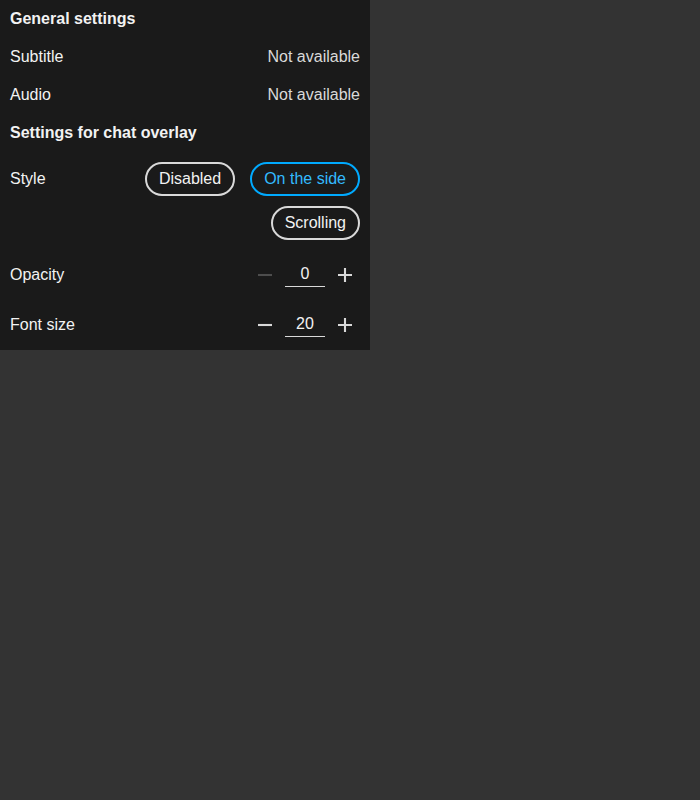 General settings
Subtitle Not available
Audio Not available
Settings for chat overlay
Style Disabled On the side
Scrolling
Opacity 0
Font size 20